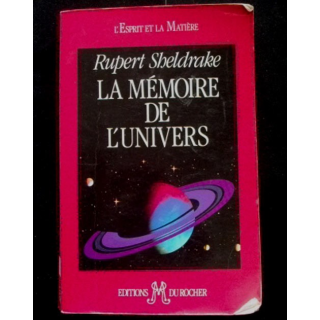 L'ESPRIT ET LA MATIÈRE
Rupert Sheldrake
LA MÉMOIRE
DE
L'UNIVERS
EDITIONS DU ROCHER